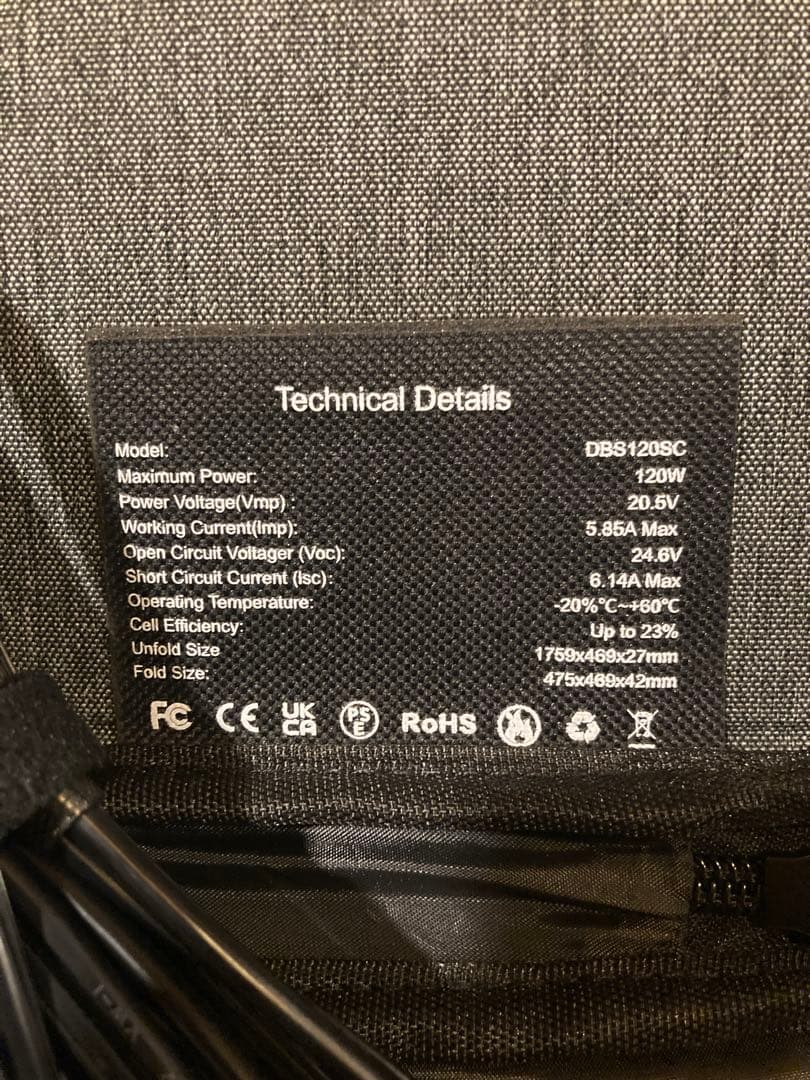 Technical Details
Model: DBS120SC
Maximum Power: 120W
Power Voltage(Vmp) : 20.5V
Working Current(Imp): 5.85A Max
Open Circuit Voltager (Voc): 24.6V
Short Circuit Current (Isc): 6.14A Max
Operating Temperature: -20%°C~+60°C
Cell Efficiency: Up to 23%
Unfold Size 1759x469x27mm
Fold Size: 475x469x42mm
FC CE UK CA PS E RoHS